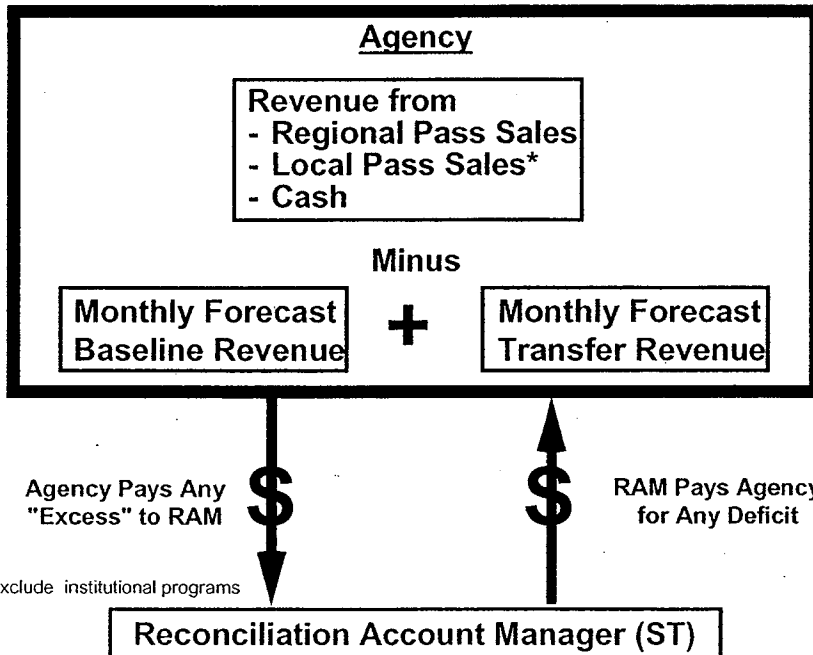 Agency
Revenue from
- Regional Pass Sales
- Local Pass Sales*
- Cash
Minus
Monthly Forecast
Baseline Revenue
+
Monthly Forecast
Transfer Revenue
Agency Pays Any
"Excess" to RAM
$
$
RAM Pays Agency
for Any Deficit
xclude institutional programs
Reconciliation Account Manager (ST)